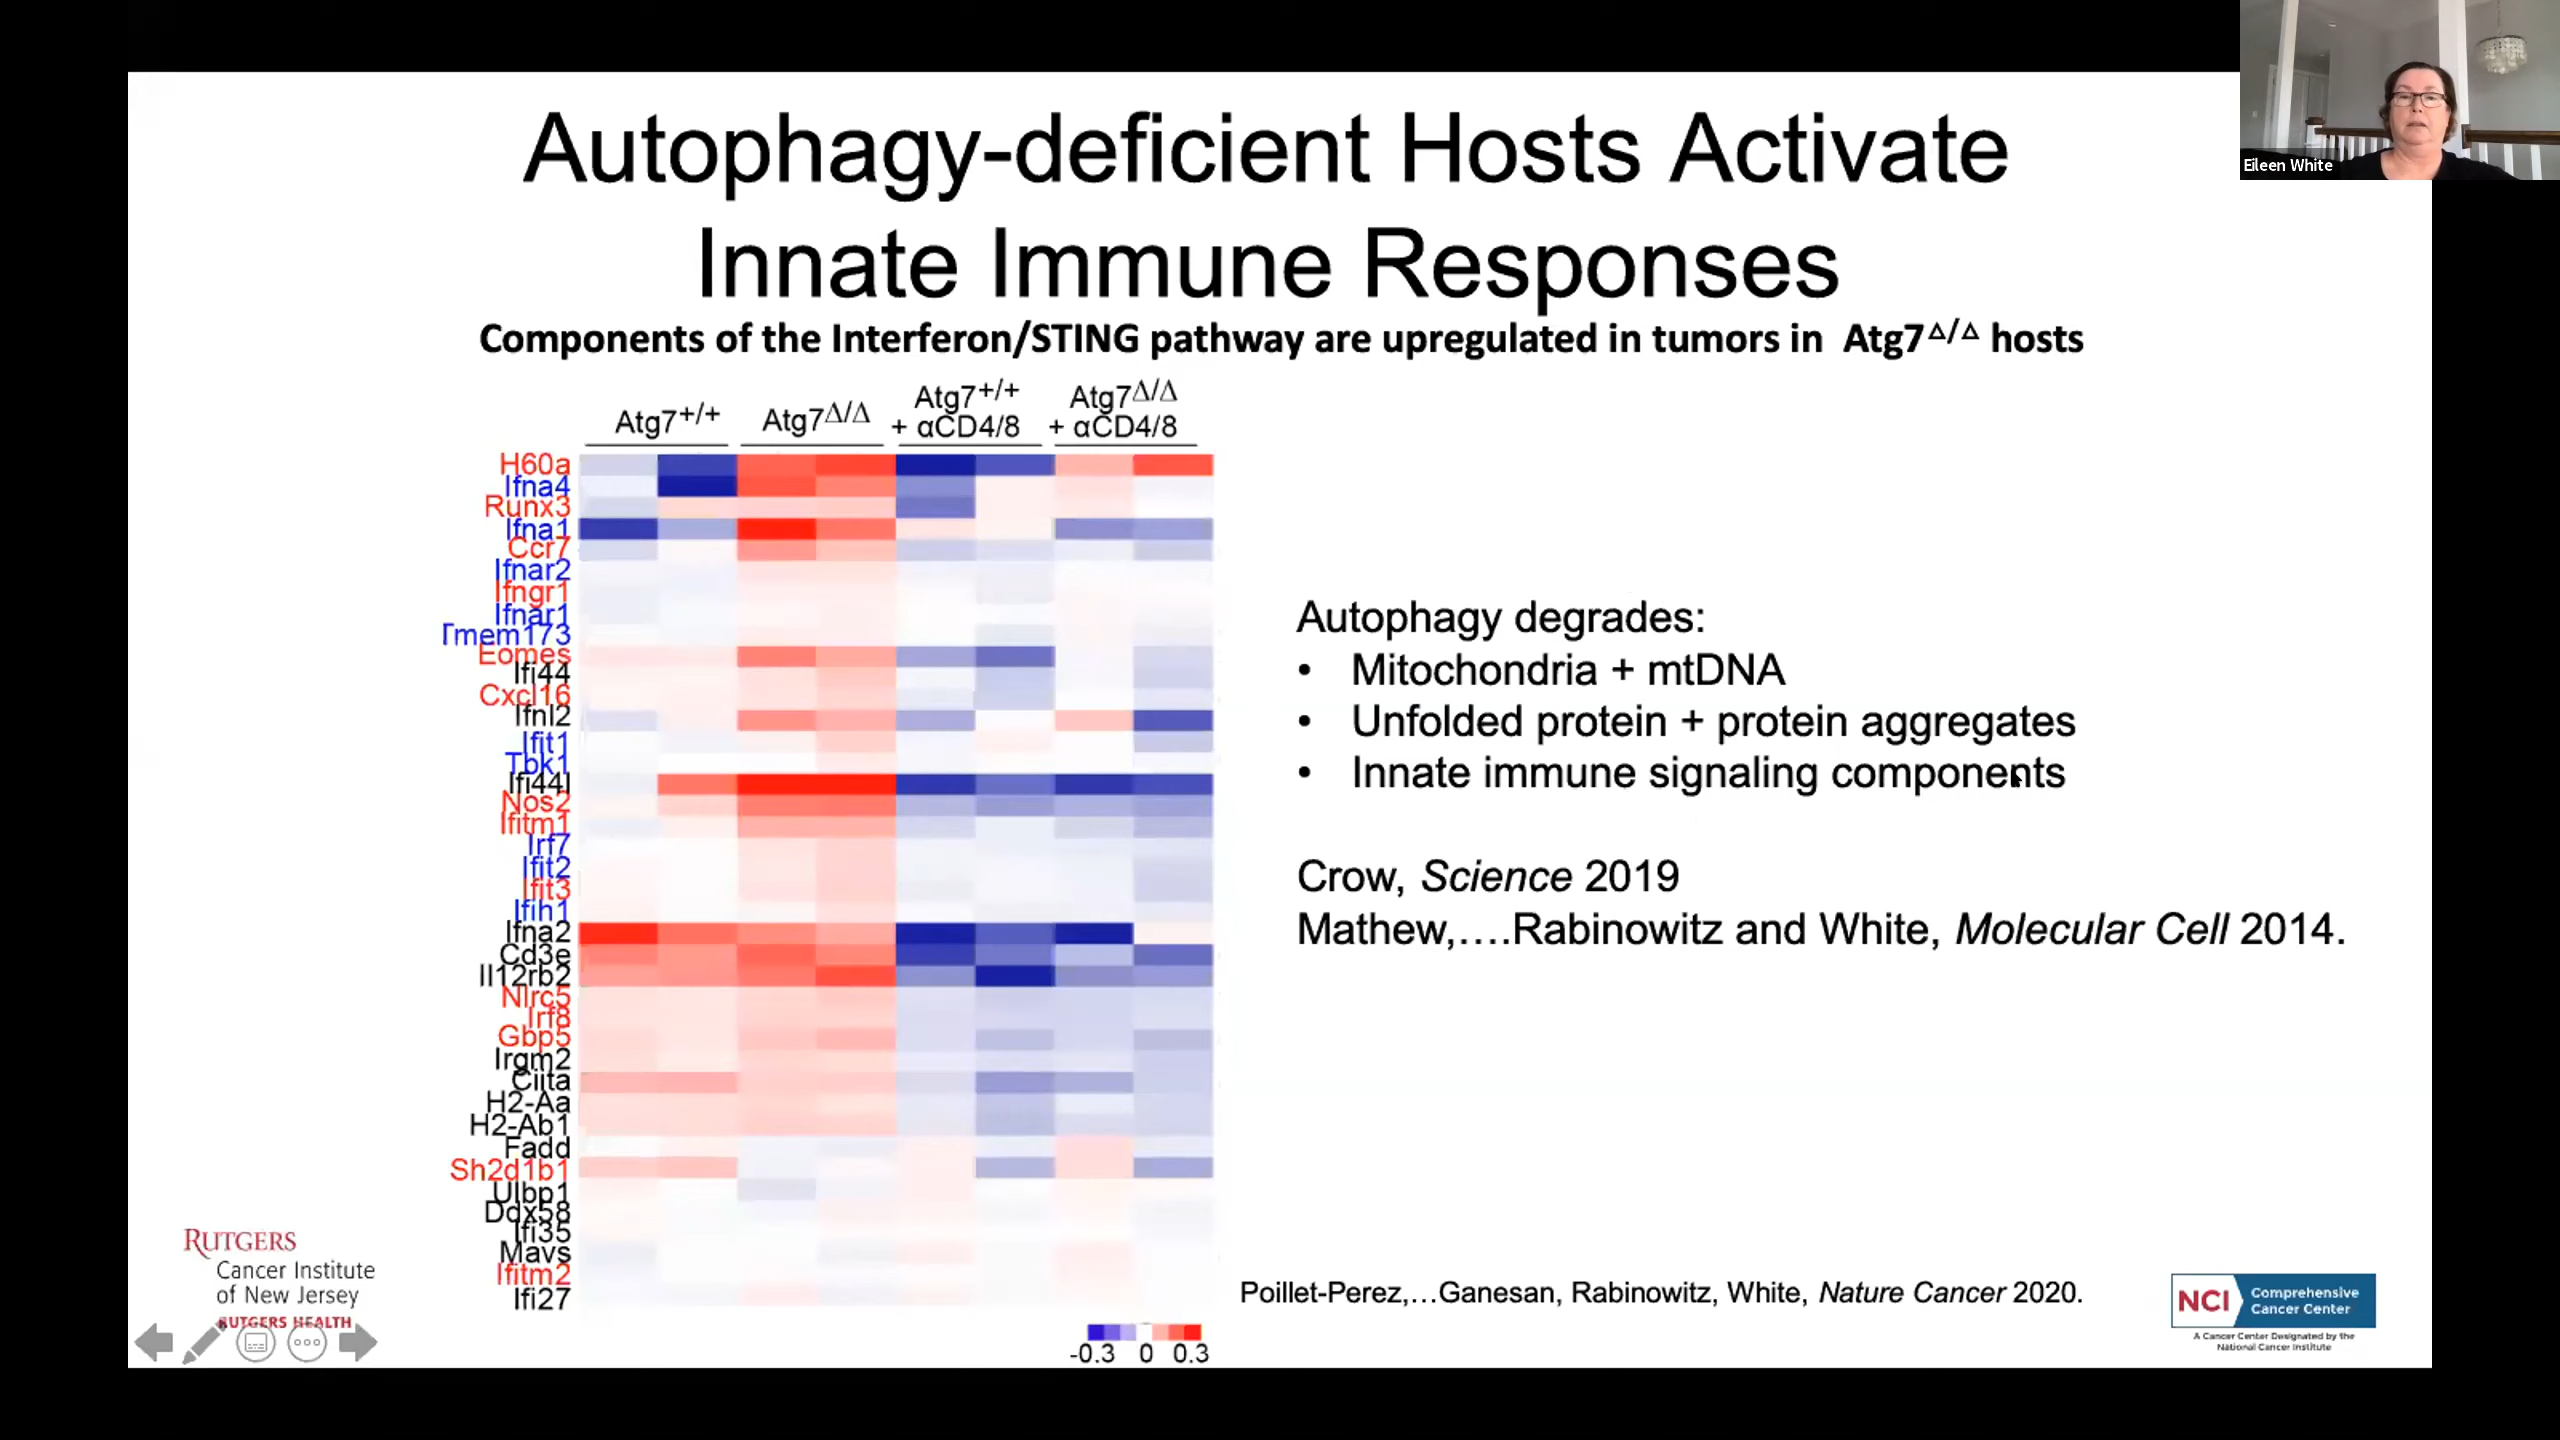 Autophagy-deficient Hosts Activate
Innate Immune Responses
Components of the Interferon/STING pathway are upregulated in tumors in Atg7Δ/Δ hosts
Eileen White
Atg7+/+
Atg7Δ/Δ
Atg7+/+
+ αCD4/8
Atg7Δ/Δ
+ αCD4/8
H60a
Ifna4
Runx3
Ifna1
Ccr7
Ifnar2
Ifngr1
Ifnar1
Tmem173
Eomes
Ifi44
Cxcl16
Ifnl2
Ifit1
Tbk1
Ifi44l
Nos2
Ifitm1
Irf7
Ifit2
Ifit3
Ifih1
Ifna2
Cd3e
Il12rb2
Nlrc5
Irf8
Gbp5
Irgm2
Ciita
H2-Aa
H2-Ab1
Fadd
Sh2d1b1
Ulbp1
Ddx58
Ifi35
Mavs
Ifitm2
Ifi27
-0.3 0 0.3
Autophagy degrades:
• Mitochondria + mtDNA
• Unfolded protein + protein aggregates
• Innate immune signaling components
Crow, Science 2019
Mathew,....Rabinowitz and White, Molecular Cell 2014.
Poillet-Perez,...Ganesan, Rabinowitz, White, Nature Cancer 2020.
RUTGERS
Cancer Institute
of New Jersey
RUTGERS HEALTH
NCI
Comprehensive
Cancer Center
A Cancer Center Designated by the
National Cancer Institute